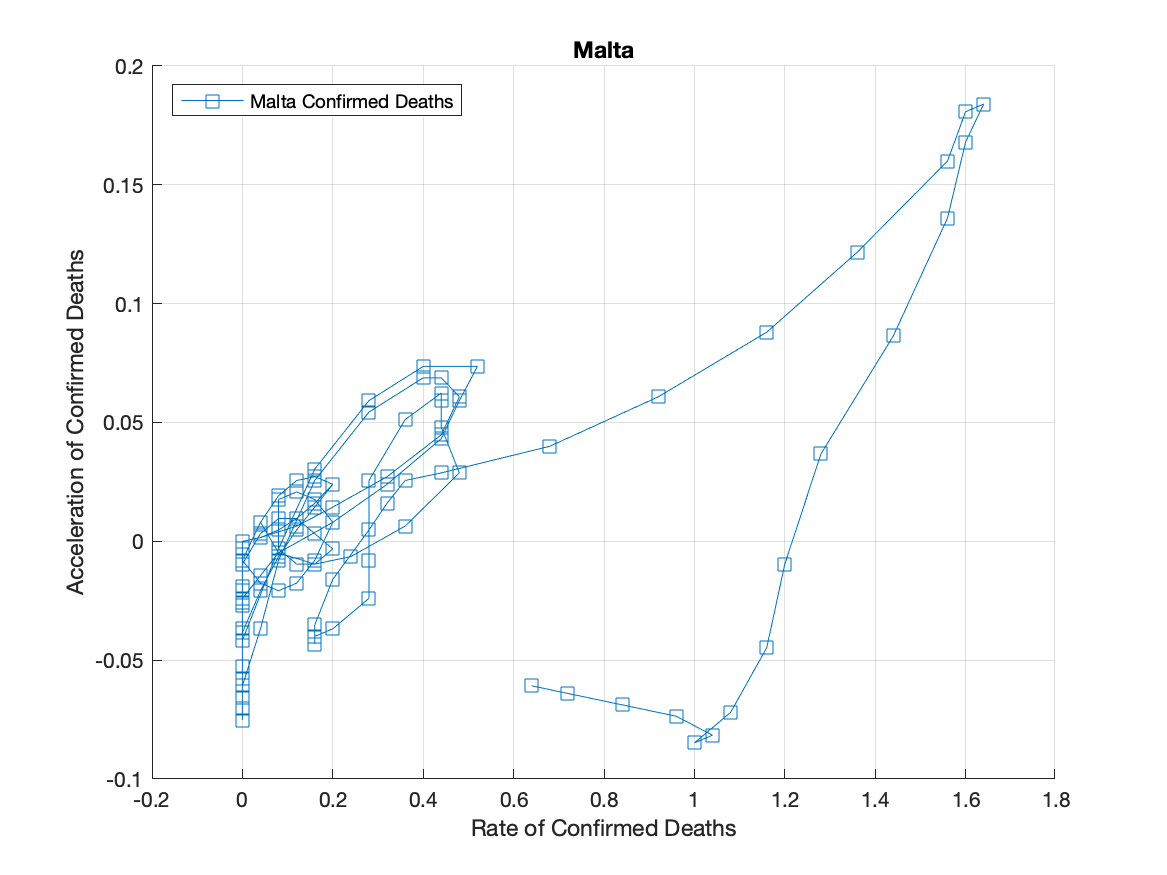 Malta
Malta Confirmed Deaths
0.2
0.15
0.1
0.05
0
-0.05
-0.1
Acceleration of Confirmed Deaths
-0.2 0 0.2 0.4 0.6 0.8 1 1.2 1.4 1.6 1.8
Rate of Confirmed Deaths